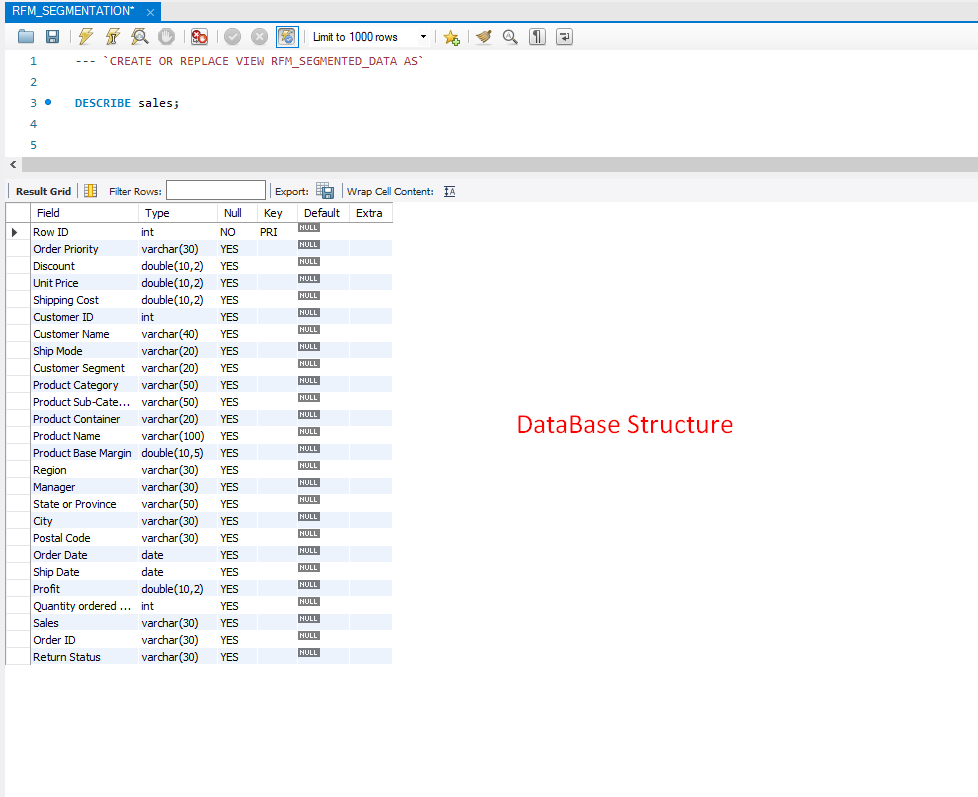 RFM_SEGMENTATION*
Limit to 1000 rows
1 --- `CREATE OR REPLACE VIEW RFM_SEGMENTED_DATA AS`
2
3 DESCRIBE sales;
4
5
Result Grid Filter Rows: Export: Wrap Cell Content:
Field Type Null Key Default Extra
Row ID int NO PRI NULL
Order Priority varchar(30) YES NULL
Discount double(10,2) YES NULL
Unit Price double(10,2) YES NULL
Shipping Cost double(10,2) YES NULL
Customer ID int YES NULL
Customer Name varchar(40) YES NULL
Ship Mode varchar(20) YES NULL
Customer Segment varchar(20) YES NULL
Product Category varchar(50) YES NULL
Product Sub-Cate... varchar(50) YES NULL
Product Container varchar(20) YES NULL
DataBase Structure
Product Name varchar(100) YES NULL
Product Base Margin double(10,5) YES NULL
Region varchar(30) YES NULL
Manager varchar(30) YES NULL
State or Province varchar(50) YES NULL
City varchar(30) YES NULL
Postal Code varchar(30) YES NULL
Order Date date YES NULL
Ship Date date YES NULL
Profit double(10,2) YES NULL
Quantity ordered ... int YES NULL
Sales varchar(30) YES NULL
Order ID varchar(30) YES NULL
Return Status varchar(30) YES NULL